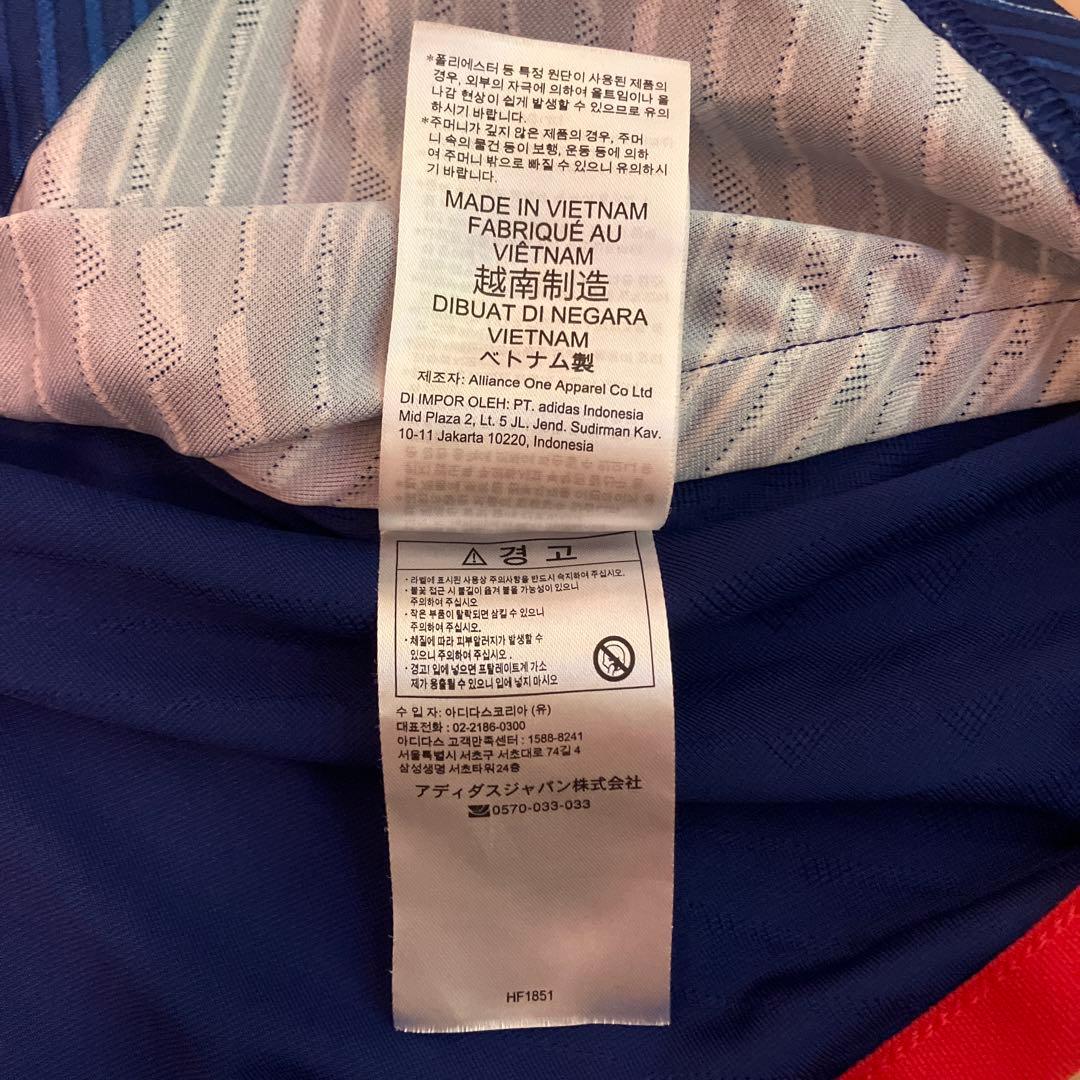 *폴리에스터 등 특정 원단이 사용된 제품의
경우, 외부의 자극에 의하여 올트임이나 올
나감 현상이 쉽게 발생할 수 있으므로 유의
하시기 바랍니다.
*주머니가 깊지 않은 제품의 경우, 주머
니 속의 물건 등이 보행, 운동 등에 의하
여 주머니 밖으로 빠질 수 있으니 유의하시
기 바랍니다.
MADE IN VIETNAM
FABRIQUÉ AU
VIÊTNAM
越南制造
DIBUAT DI NEGARA
VIETNAM
ベトナム製
제조자: Alliance One Apparel Co Ltd
DI IMPOR OLEH: PT. adidas Indonesia
Mid Plaza 2, Lt. 5 JL. Jend. Sudirman Kav.
10-11 Jakarta 10220, Indonesia
⚠ 경 고
· 라벨에 표시된 사용상 주의사항을 반드시 숙지하여 주십시오.
· 불꽃 접근 시 불길이 옮겨 붙을 가능성이 있으니
주의하여 주십시오
· 작은 부품이 탈락되면 삼킬 수 있으니
주의하여 주십시오.
· 체질에 따라 피부알러지가 발생할 수
있으니 주의하여 주십시오 .
· 경고! 입에 넣으면 프탈레이트계 가소
제가 용출될 수 있으니 입에 넣지 마시오
수 입 자: 아디다스코리아 (유)
대표전화 : 02-2186-0300
아디다스 고객만족센터 : 1588-8241
서울특별시 서초구 서초대로 74길 4
삼성생명 서초타워 24층
アディダスジャパン株式会社
0570-033-033
HF1851